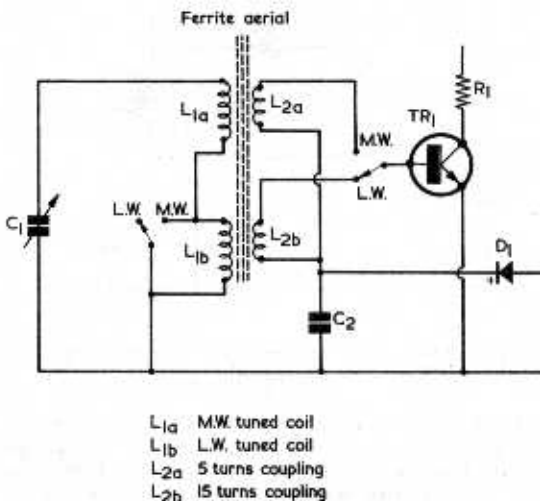 Ferrite aerial
R1
TR1
L1a
L2a
M.W.
L.W.
M.W.
L.W.
C1
L1b
L2b
D1
+
C2
L1a M.W. tuned coil
L1b L.W. tuned coil
L2a 5 turns coupling
L2b 15 turns coupling